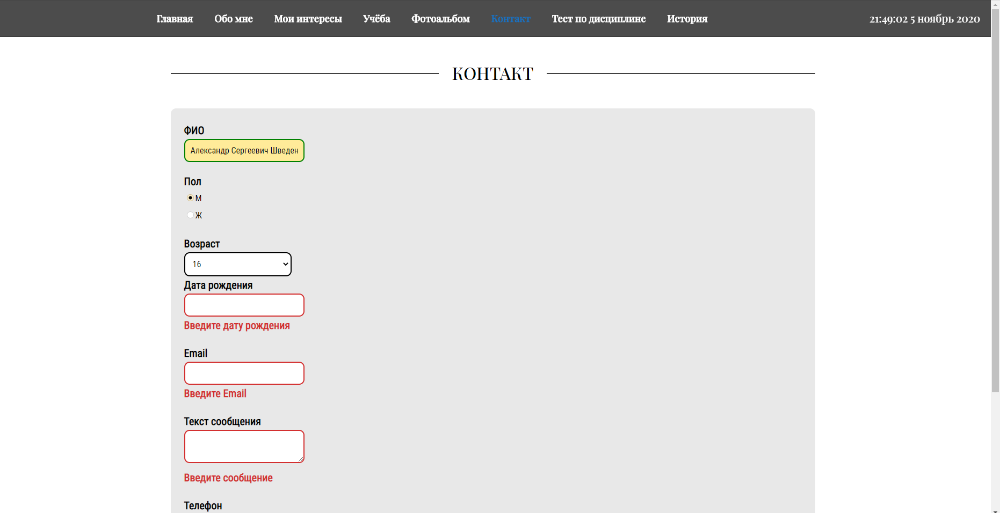 Главная Обо мне Мои интересы Учёба Фотоальбом Контакт Тест по дисциплине История 21:49:02 5 ноябрь 2020
КОНТАКТ
ФИО
Александр Сергеевич Шведен
Пол
М
Ж
Возраст
16
Дата рождения
Введите дату рождения
Email
Введите Email
Текст сообщения
Введите сообщение
Телефон